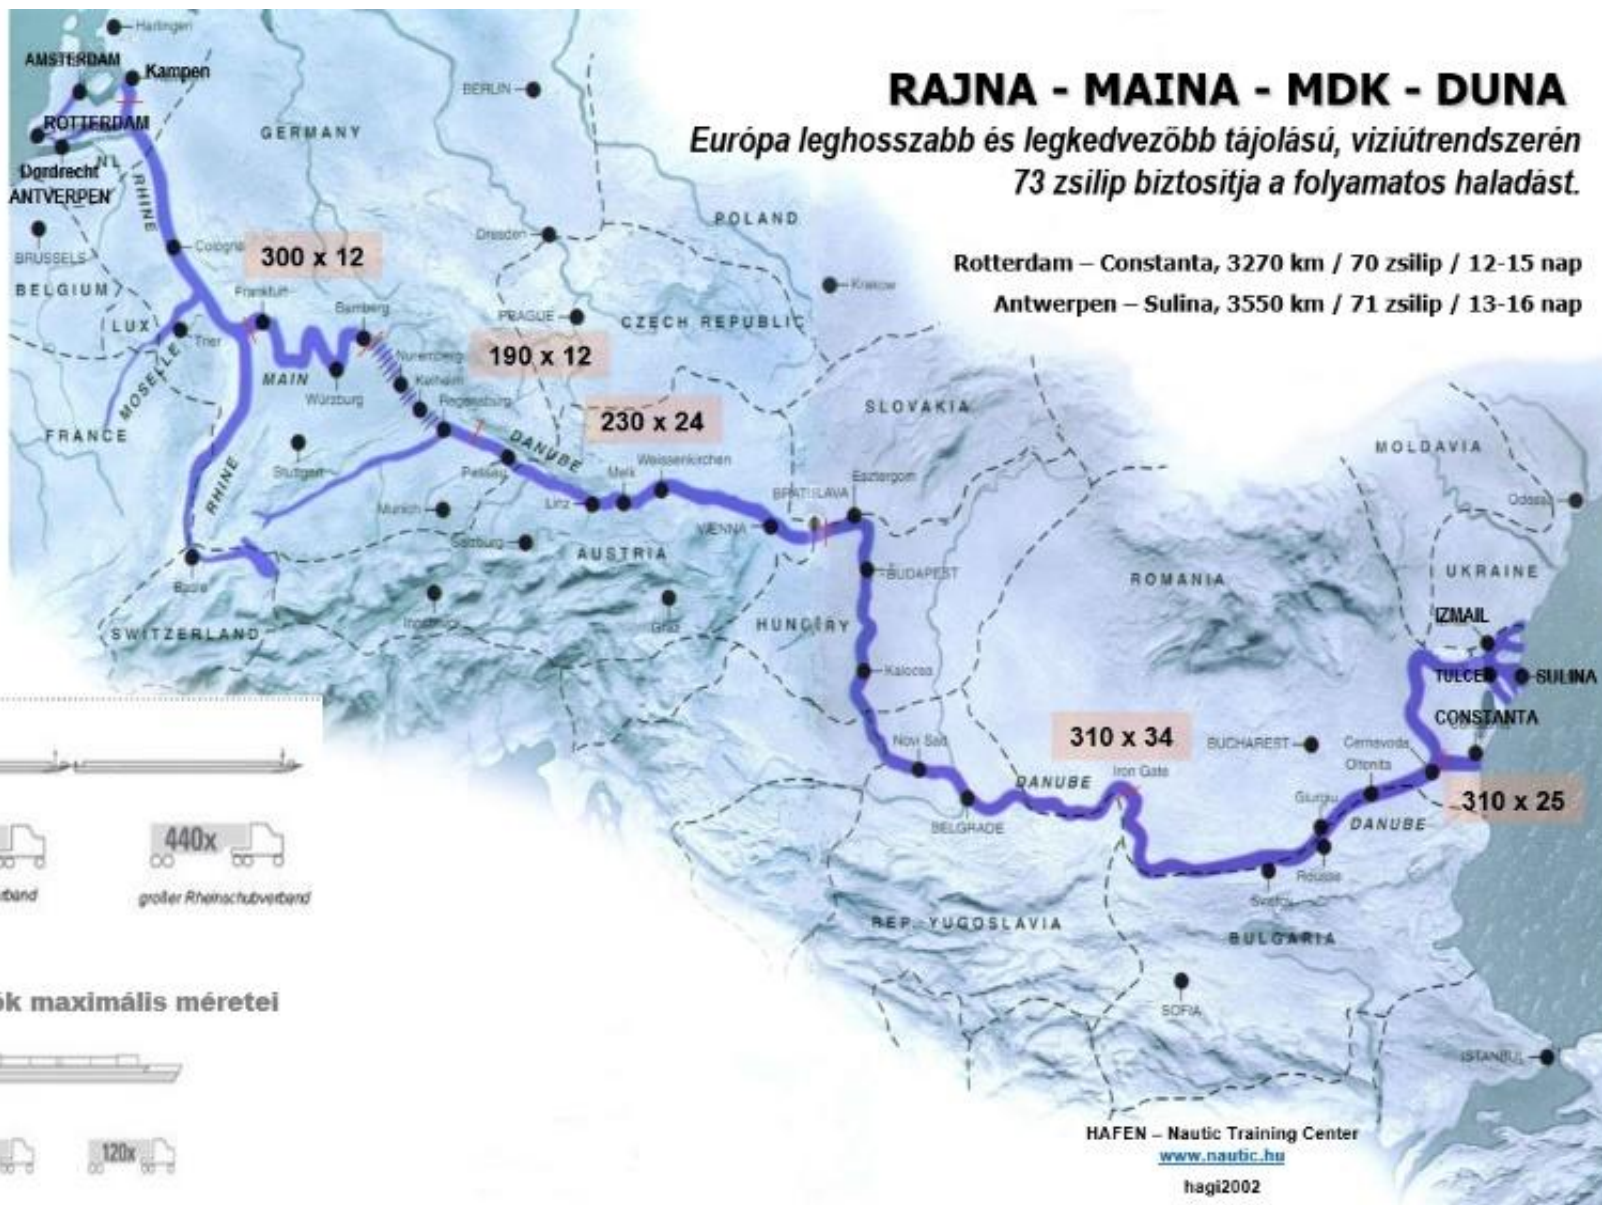 RAJNA - MAINA - MDK - DUNA
Európa leghosszabb és legkedvezőbb tájolású, víziútrendszerén
73 zsilip biztosítja a folyamatos haladást.
Rotterdam – Constanta, 3270 km / 70 zsilip / 12-15 nap
Antwerpen – Sulina, 3550 km / 71 zsilip / 13-16 nap
Harlingen
AMSTERDAM
Kampen
BERLIN
ROTTERDAM
GERMANY
NL
Dordrecht
ANTVERPEN
RHINE
POLAND
BRUSSELS
Cologne
Dresden
300 x 12
BELGIUM
Frankfurt
Krakow
Bamberg
PRAGUE
CZECH REPUBLIC
LUX
Trier
Nuremberg
190 x 12
MOSELLE
MAIN
Kelheim
Würzburg
Regensburg
SLOVAKIA
230 x 24
FRANCE
DANUBE
MOLDAVIA
Stuttgart
Passau
Melk
Weissenkirchen
RHINE
Esztergom
BRATISLAVA
Odessa
Munich
Linz
VIENNA
Salzburg
AUSTRIA
BUDAPEST
ROMANIA
UKRAINE
Basle
Innsbruck
Graz
IZMAIL
SWITZERLAND
HUNGARY
Kalocsa
TULCEA
SULINA
CONSTANTA
310 x 34
Novi Sad
BUCHAREST
Cernavoda
Iron Gate
Oltenita
DANUBE
Giurgiu
310 x 25
BELGRADE
DANUBE
440x
Rousse
rband
großer Rheinschubverband
Svistov
REP. YUGOSLAVIA
BULGARIA
SOFIA
ók maximális méretei
ISTANBUL
120x
HAFEN – Nautic Training Center
www.nautic.hu
hagi2002